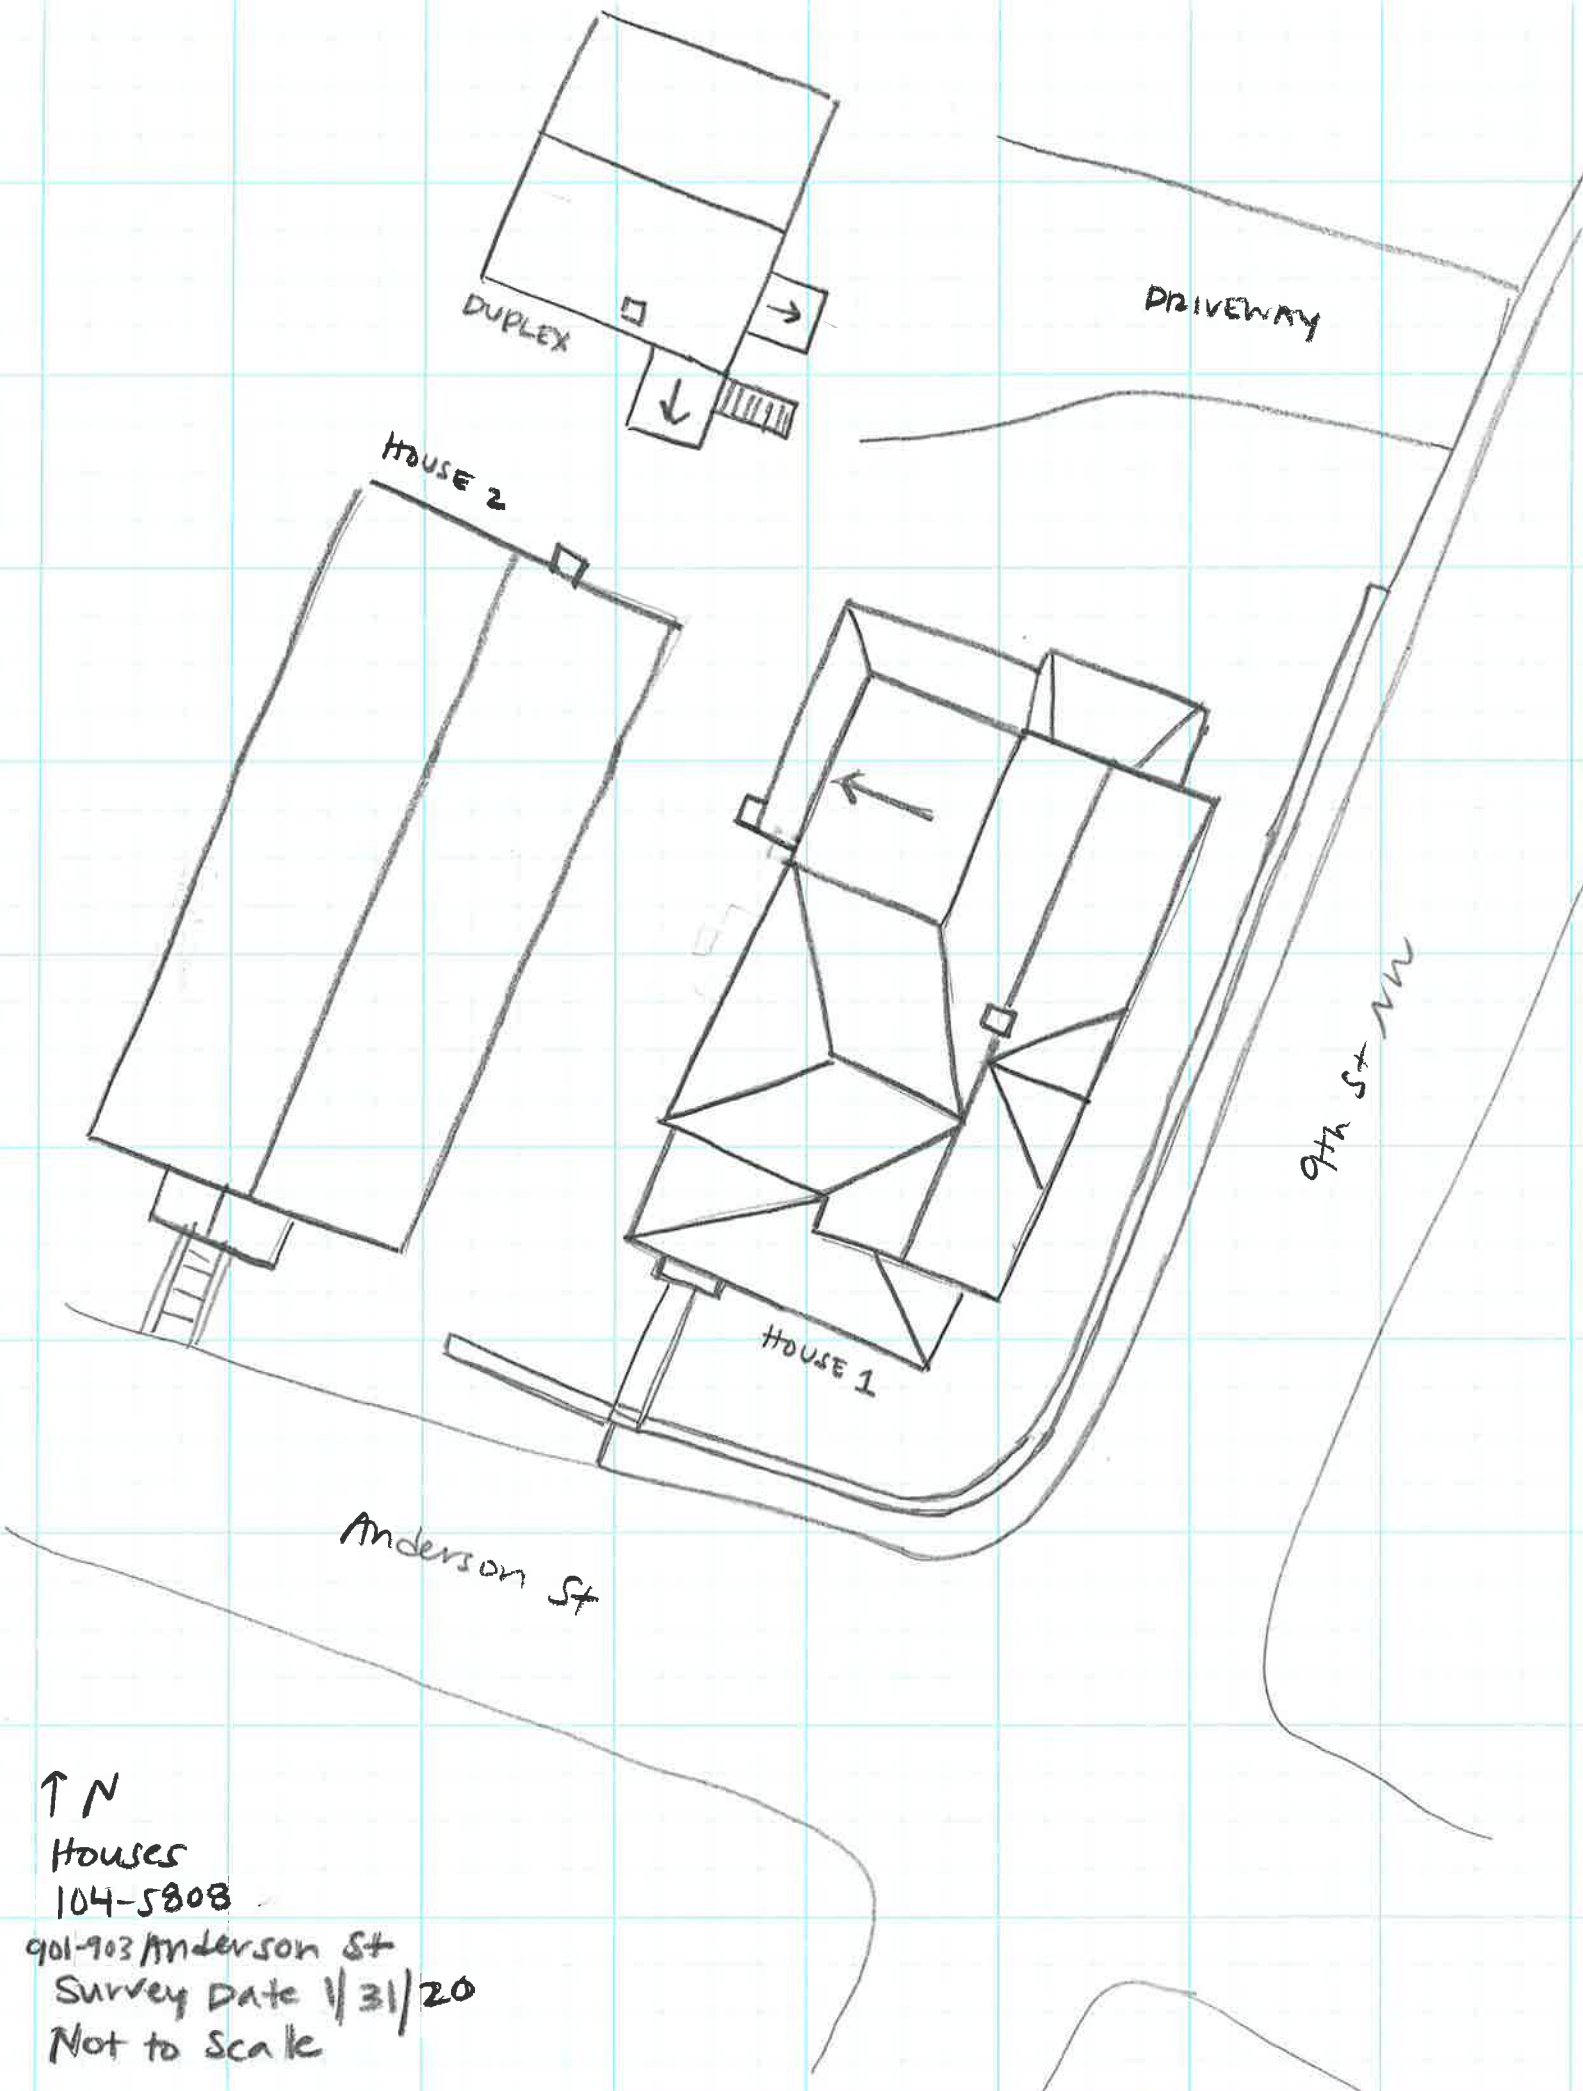 DUPLEX
DRIVEWAY
HOUSE 2
9th St NW
HOUSE 1
Anderson St
↑ N
Houses
104-5808
901-903 Anderson St
Survey Date 1/31/20
Not to Scale